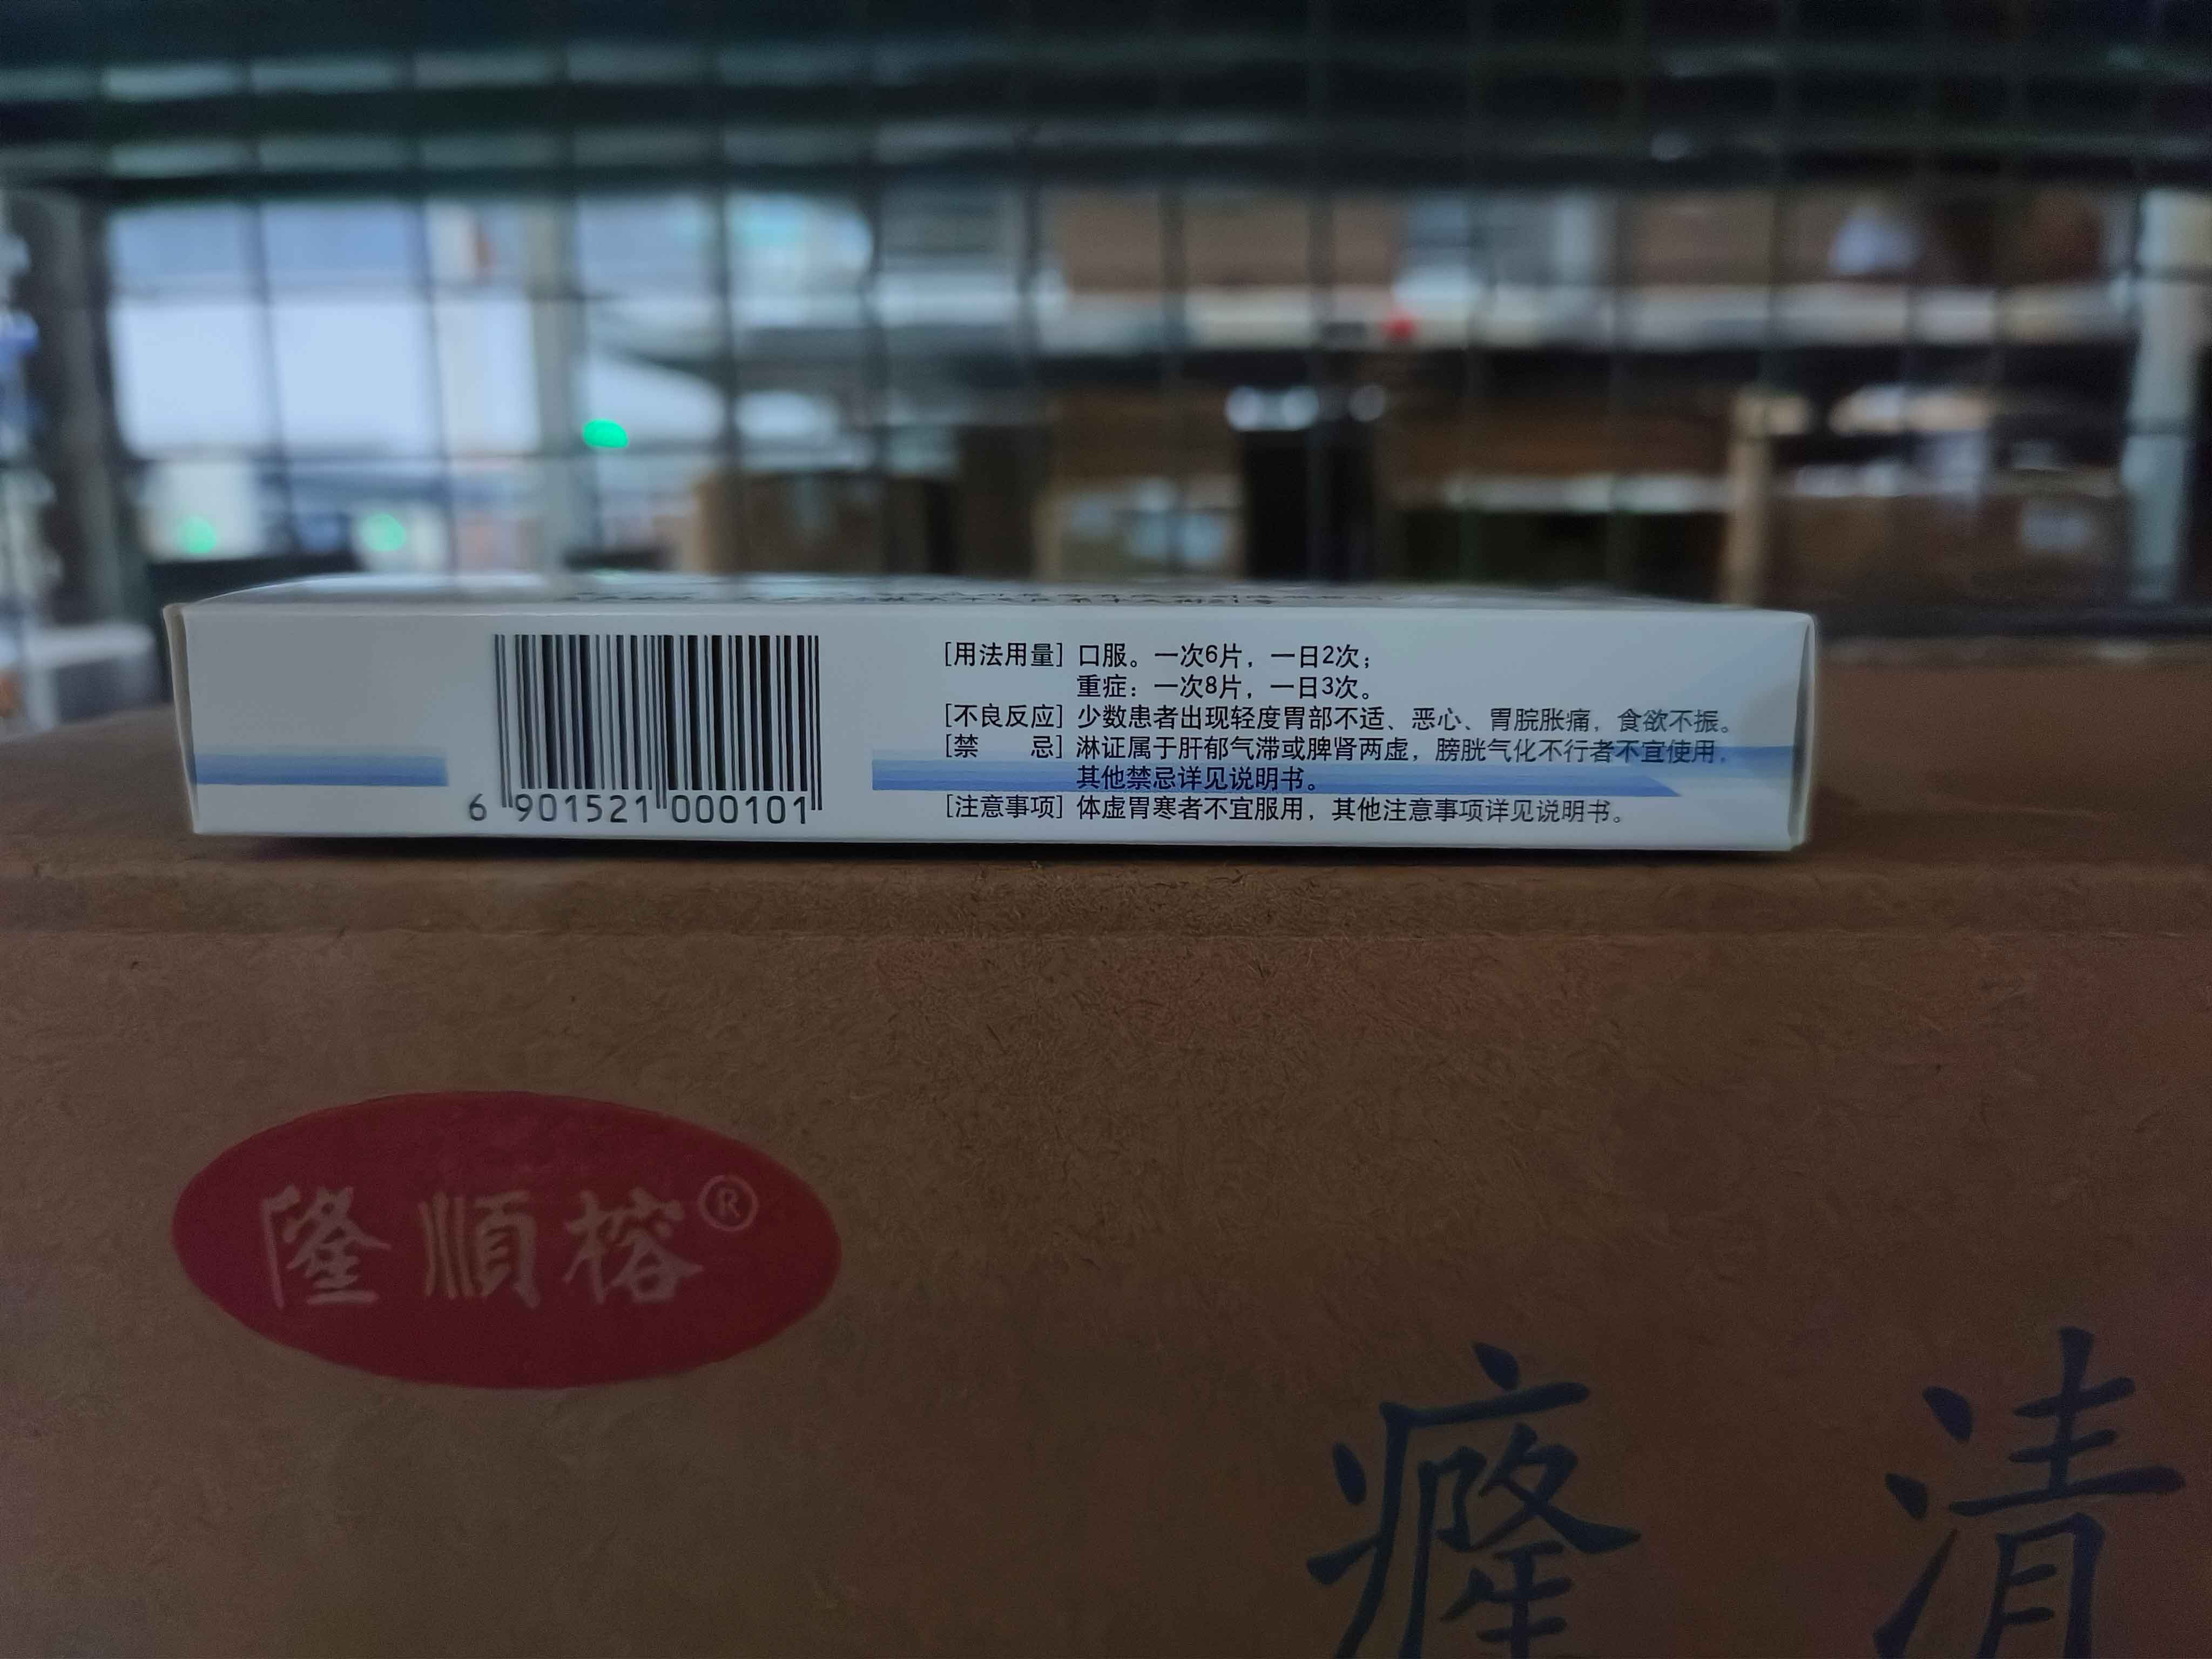 [用法用量] 口服。一次6片，一日2次；
重症：一次8片，一日3次。
[不良反应] 少数患者出现轻度胃部不适、恶心、胃脘胀痛，食欲不振。
[禁 忌] 淋证属于肝郁气滞或脾肾两虚，膀胱气化不行者不宜使用，
其他禁忌详见说明书。
[注意事项] 体虚胃寒者不宜服用，其他注意事项详见说明书。
6 901521 000101
隆順榕®
癃清